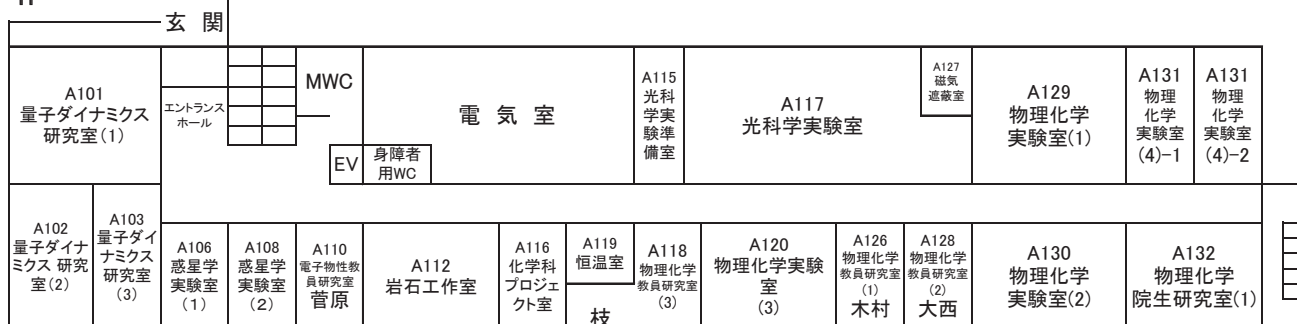 玄 関
A101
量子ダイナミクス
研究室(1)
エントランス
ホール
MWC
EV
身障者
用WC
電 気 室
A115
光科
学実
験準
備室
A117
光科学実験室
A127
磁気
遮蔽室
A129
物理化学
実験室(1)
A131
物理
化学
実験室
(4)-1
A131
物理
化学
実験室
(4)-2
A102
量子ダイナ
ミクス 研究
室(2)
A103
量子ダイ
ナミクス
研究室
(3)
A106
惑星学
実験室
(1)
A108
惑星学
実験室
(2)
A110
電子物性教
員研究室
菅原
A112
岩石工作室
A116
化学科
プロジェ
クト室
A119
恒温室
枝
A118
物理化学
教員研究室
(3)
A120
物理化学実験
室
(3)
A126
物理化学
教員研究室
(1)
木村
A128
物理化学
教員研究室
(2)
大西
A130
物理化学
実験室(2)
A132
物理化学
院生研究室(1)